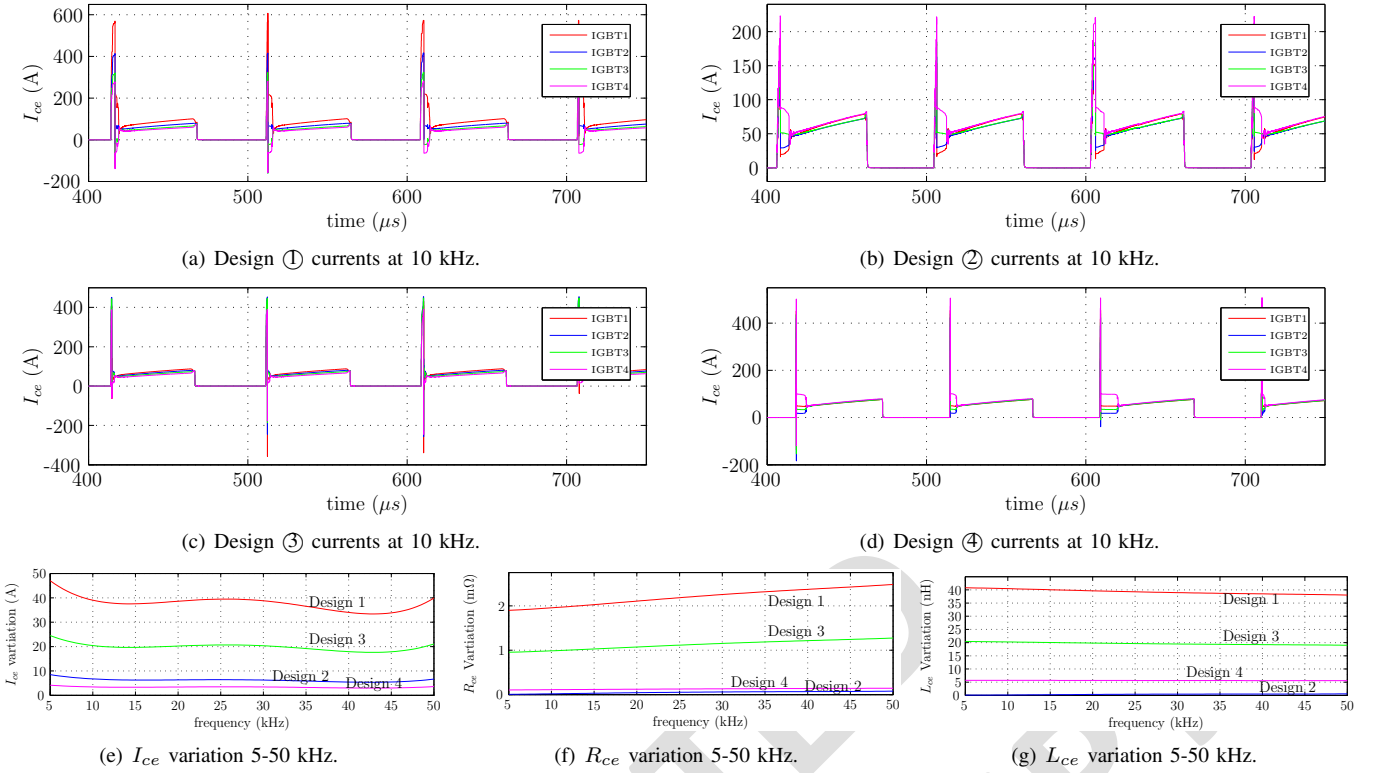 600
400
200
0
-200
400
500
600
700
I_ce (A)
time (μs)
IGBT1
IGBT2
IGBT3
IGBT4
(a) Design ① currents at 10 kHz.
200
150
100
50
0
400
500
600
700
I_ce (A)
time (μs)
IGBT1
IGBT2
IGBT3
IGBT4
(b) Design ② currents at 10 kHz.
400
200
0
-200
-400
400
500
600
700
I_ce (A)
time (μs)
IGBT1
IGBT2
IGBT3
IGBT4
(c) Design ③ currents at 10 kHz.
400
200
0
-200
400
500
600
700
I_ce (A)
time (μs)
IGBT1
IGBT2
IGBT3
IGBT4
(d) Design ④ currents at 10 kHz.
50
40
30
20
10
0
5
10
15
20
25
30
35
40
45
50
I_ce vartiation (A)
frequency (kHz)
Design 1
Design 3
Design 2
Design 4
(e) I_ce variation 5-50 kHz.
2
1
0
5
10
15
20
25
30
35
40
45
50
R_ce Vartiation (mΩ)
frequency (kHz)
Design 1
Design 3
Design 4
Design 2
(f) R_ce variation 5-50 kHz.
40
35
30
25
20
15
10
5
0
5
10
15
20
25
30
35
40
45
50
L_ce Vartiation (nH)
frequency (kHz)
Design 1
Design 3
Design 4
Design 2
(g) L_ce variation 5-50 kHz.